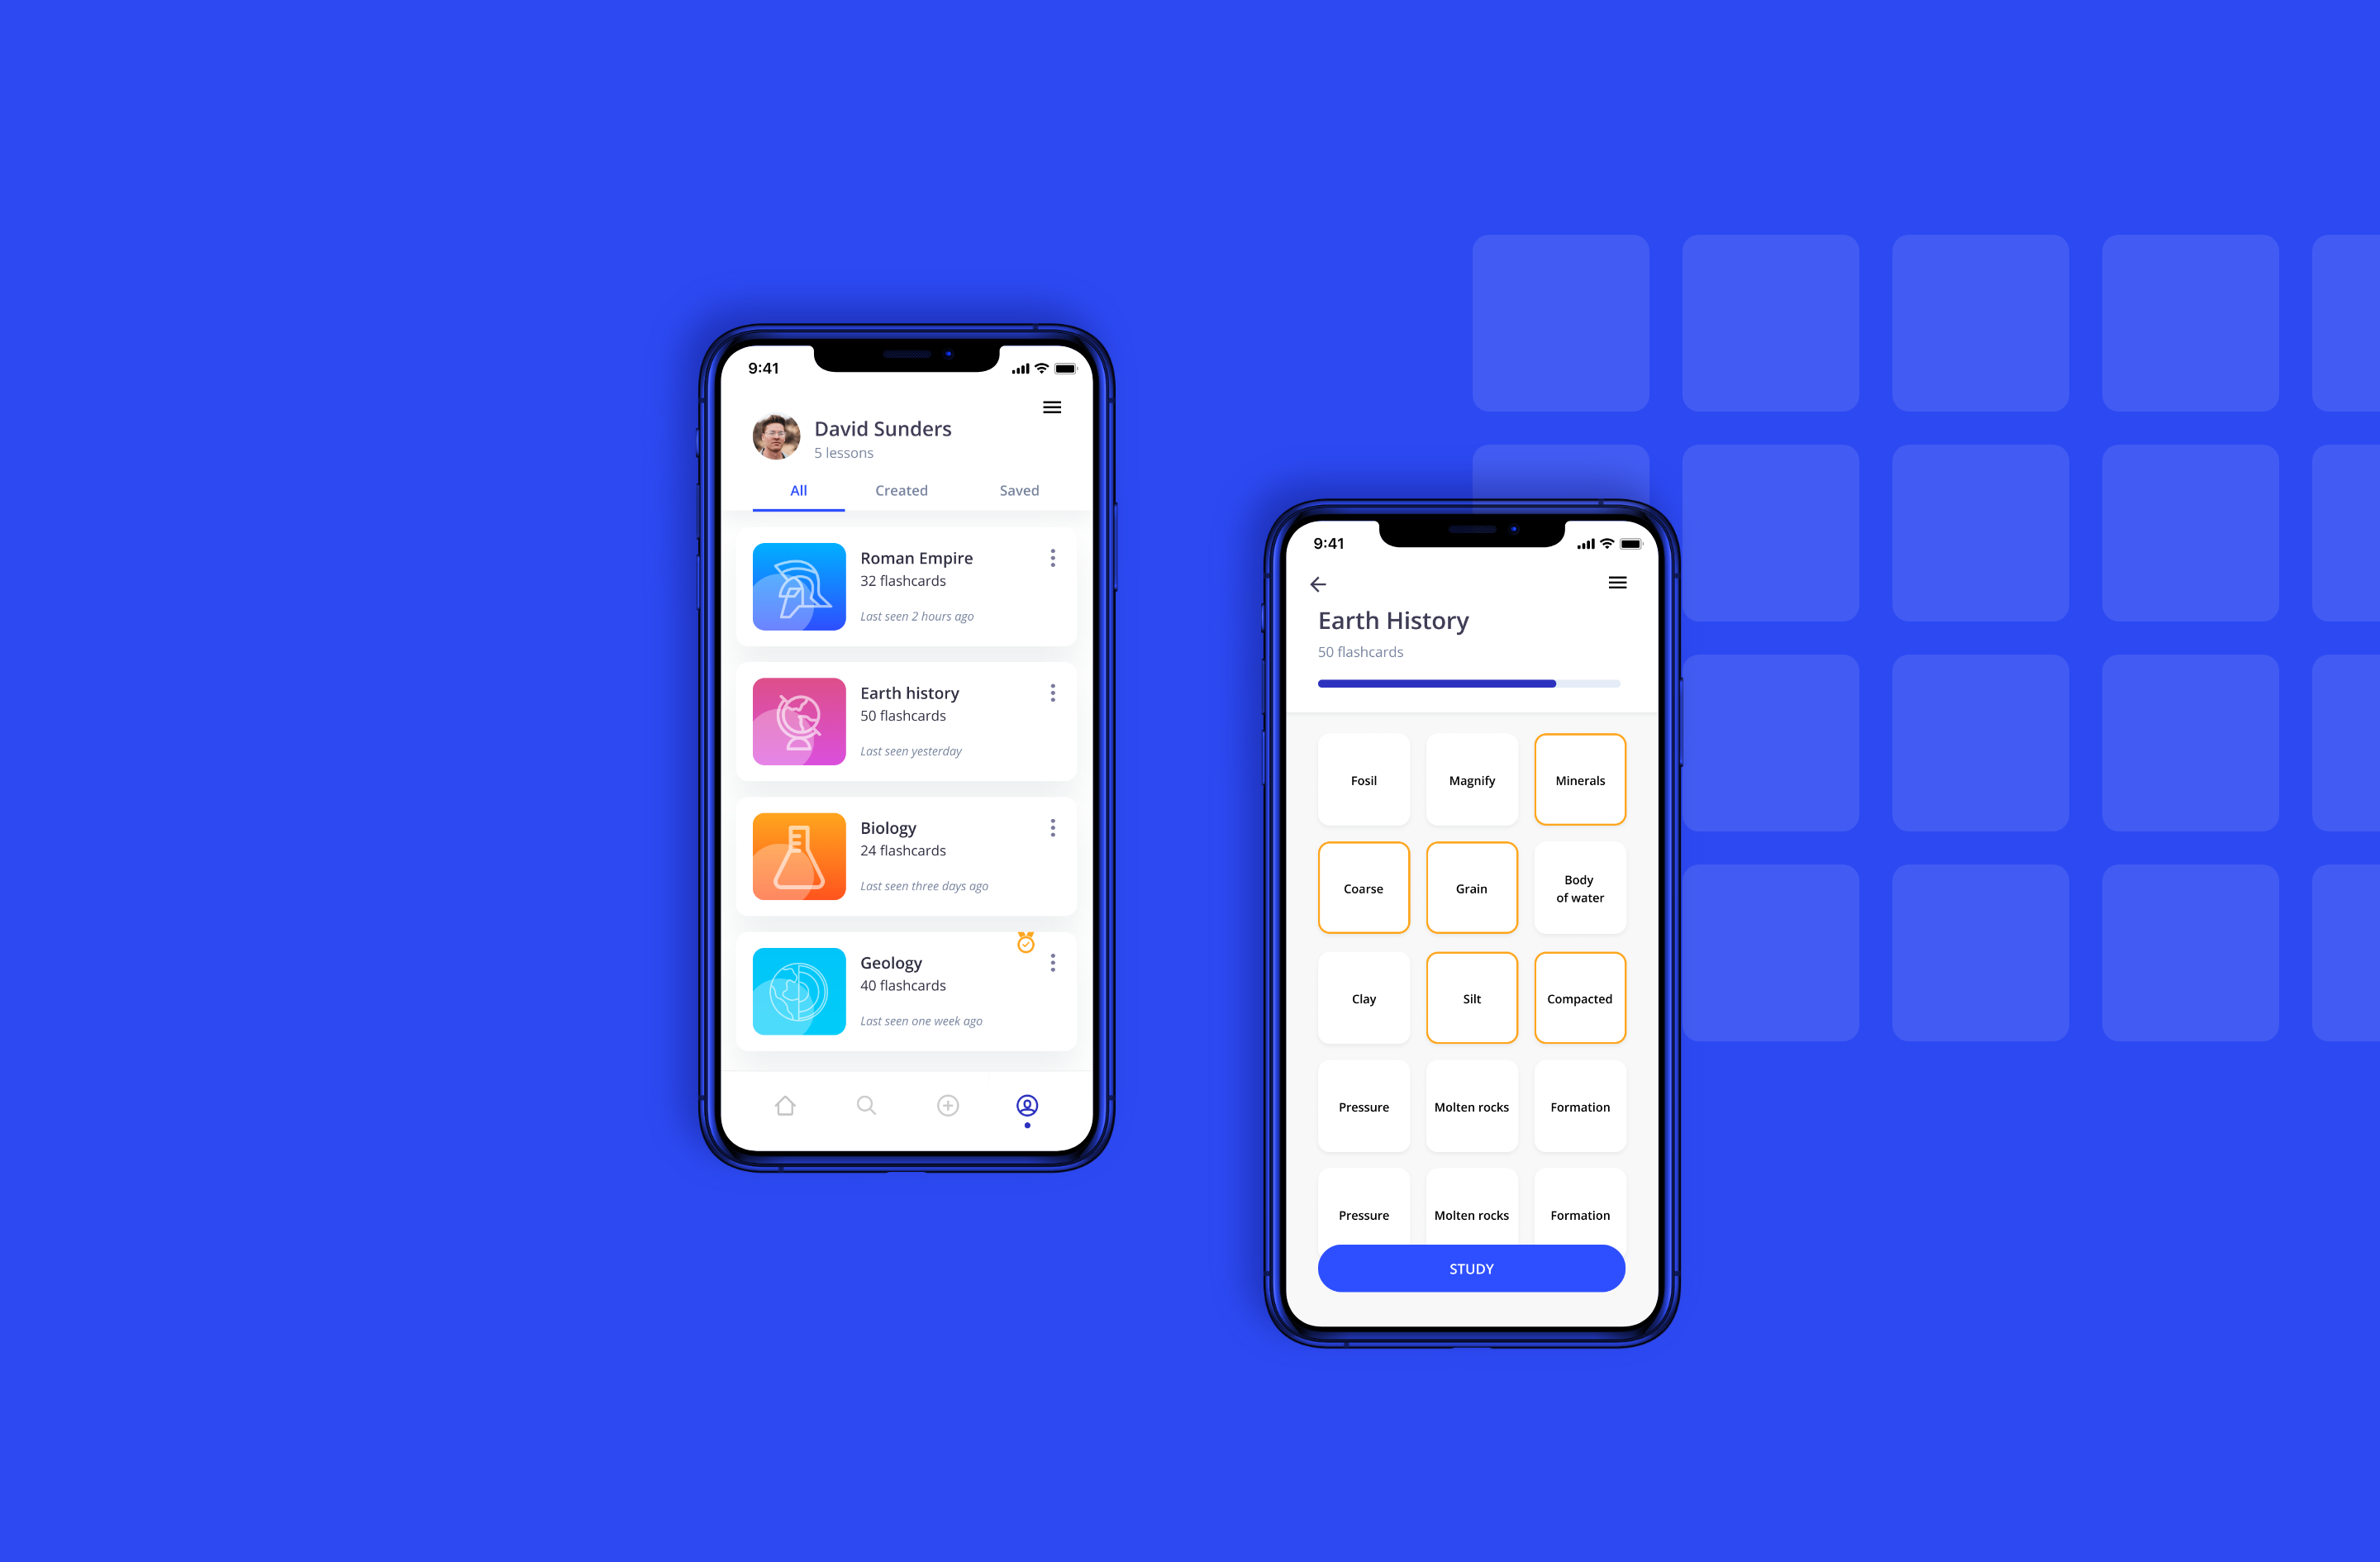 9:41
David Sunders
5 lessons
All Created Saved
Roman Empire
32 flashcards
Last seen 2 hours ago
Earth history
50 flashcards
Last seen yesterday
Biology
24 flashcards
Last seen three days ago
Geology
40 flashcards
Last seen one week ago
9:41
Earth History
50 flashcards
Fosil Magnify Minerals
Coarse Grain Body
of water
Clay Silt Compacted
Pressure Molten rocks Formation
Pressure Molten rocks Formation
STUDY